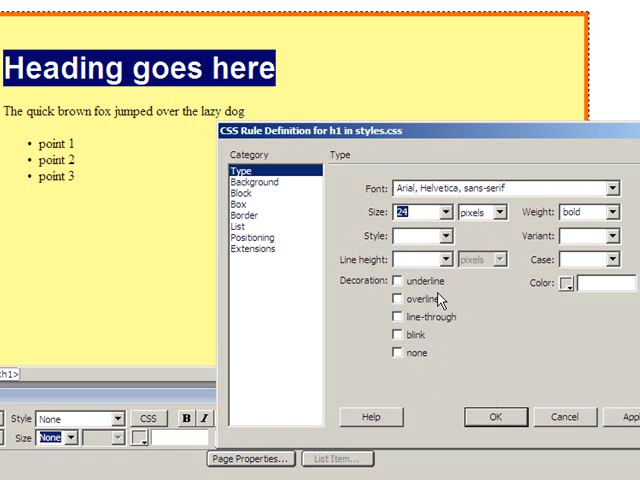 Heading goes here
The quick brown fox jumped over the lazy dog
• point 1
• point 2
• point 3
CSS Rule Definition for h1 in styles.css
Category
Type
Type
Background
Block
Box
Border
List
Positioning
Extensions
Font: Arial, Helvetica, sans-serif
Size: 24 pixels Weight: bold
Style: Variant:
Line height: pixels Case:
Decoration: underline Color:
overline
line-through
blink
none
Help OK Cancel Appl
<h1>
Style None CSS B I
Size None
Page Properties... List Item...